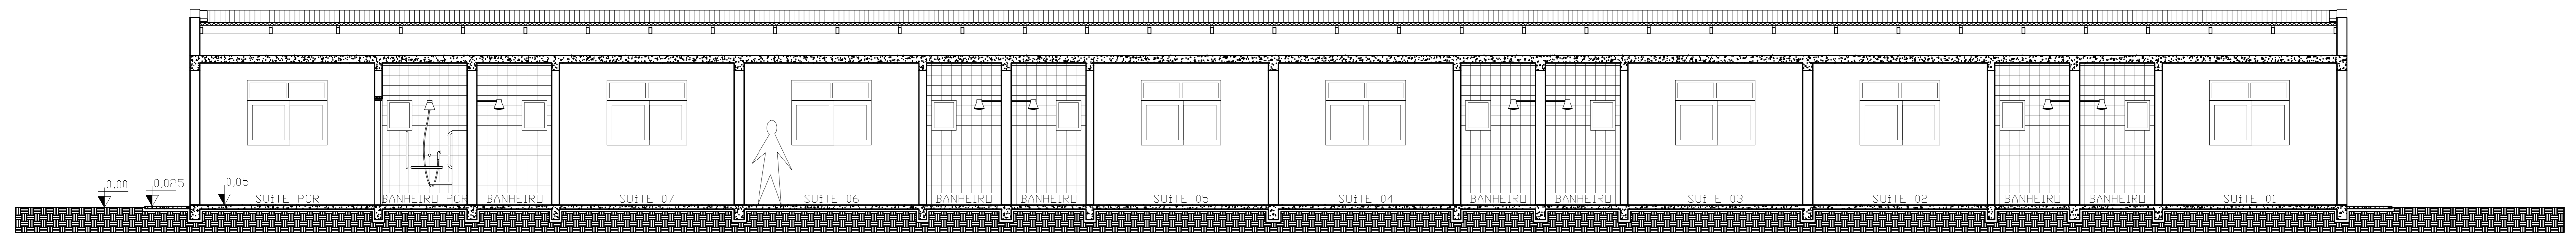 0,00
0,025
0,05
SUíTE PCR
BANHEIRO PCR
BANHEIRO
SUíTE 07
SUíTE 06
BANHEIRO
BANHEIRO
SUíTE 05
SUíTE 04
BANHEIRO
BANHEIRO
SUíTE 03
SUíTE 02
BANHEIRO
BANHEIRO
SUíTE 01